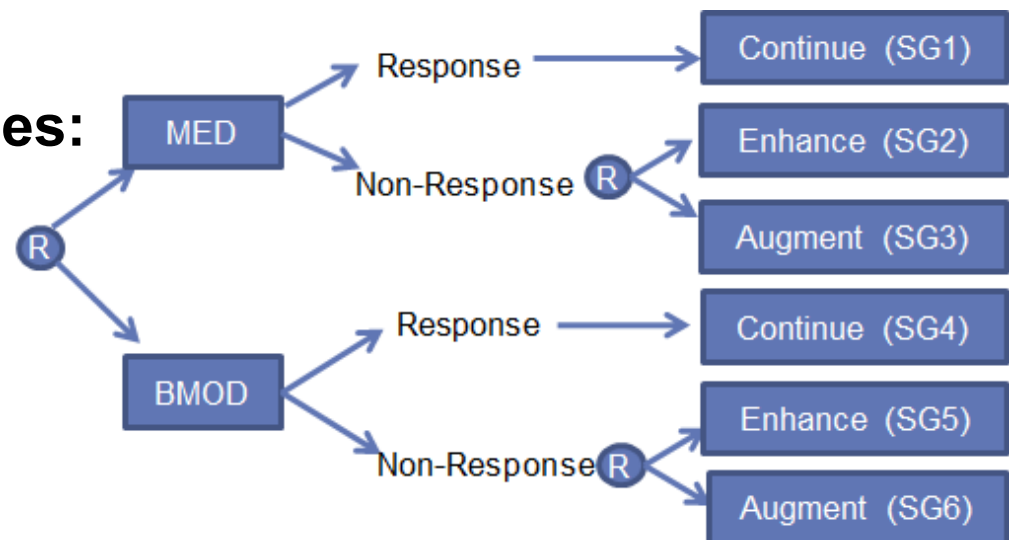 es:
MED
Response
Continue (SG1)
Non-Response
R
Enhance (SG2)
Augment (SG3)
R
BMOD
Response
Continue (SG4)
Non-Response
R
Enhance (SG5)
Augment (SG6)